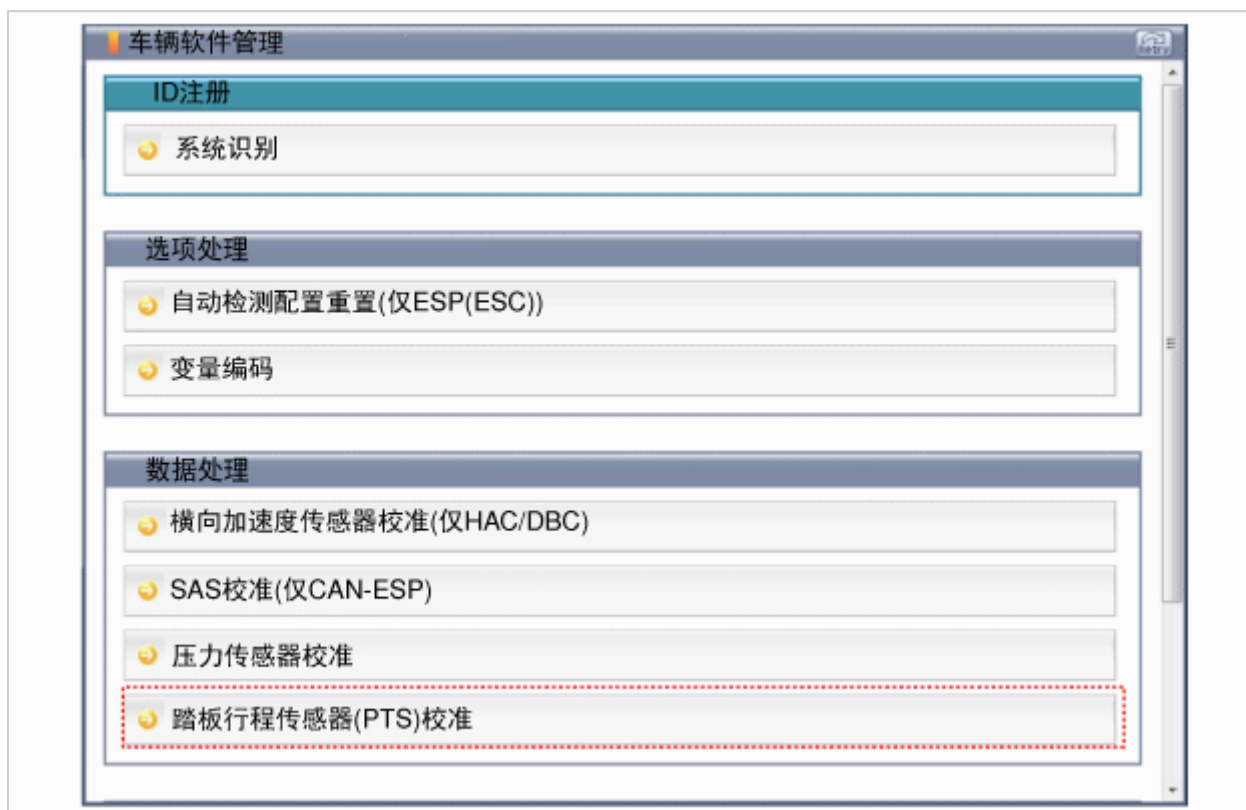 车辆软件管理
Retry
ID注册
系统识别
选项处理
自动检测配置重置(仅ESP(ESC))
变量编码
数据处理
横向加速度传感器校准(仅HAC/DBC)
SAS校准(仅CAN-ESP)
压力传感器校准
踏板行程传感器(PTS)校准